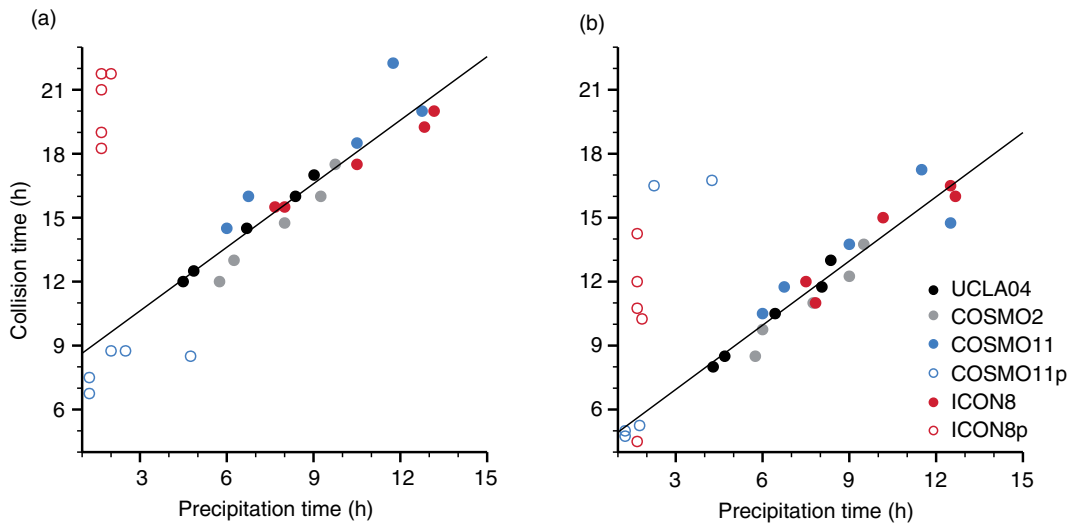 (a)
Collision time (h)
21
18
15
12
9
6
3 6 9 12 15
Precipitation time (h)
(b)
21
18
15
12
9
6
3 6 9 12 15
Precipitation time (h)
UCLA04
COSMO2
COSMO11
COSMO11p
ICON8
ICON8p